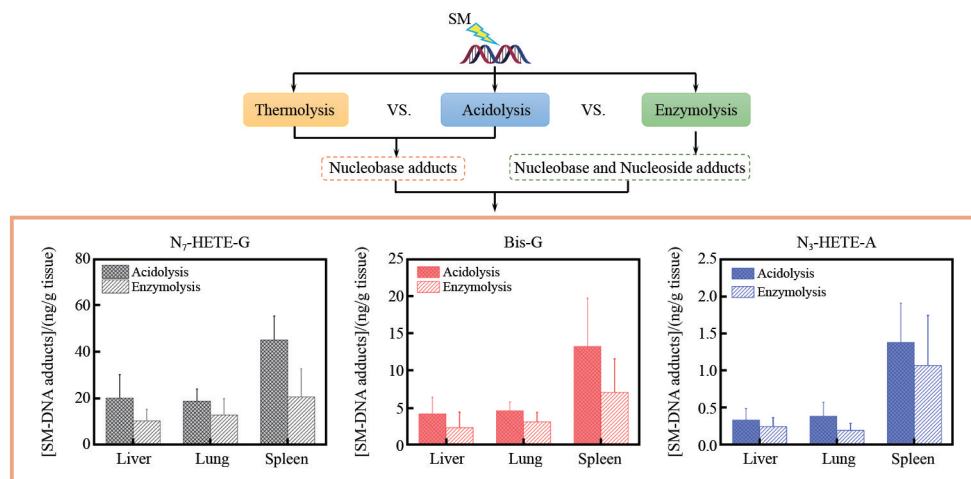 SM
Thermolysis VS. Acidolysis VS. Enzymolysis
Nucleobase adducts Nucleobase and Nucleoside adducts
N₇-HETE-G
[SM-DNA adducts]/(ng/g tissue)
80
60
40
20
0
Acidolysis
Enzymolysis
Liver Lung Spleen
Bis-G
[SM-DNA adducts]/(ng/g tissue)
25
20
15
10
5
0
Acidolysis
Enzymolysis
Liver Lung Spleen
N₃-HETE-A
[SM-DNA adducts]/(ng/g tissue)
2.5
2.0
1.5
1.0
0.5
0.0
Acidolysis
Enzymolysis
Liver Lung Spleen